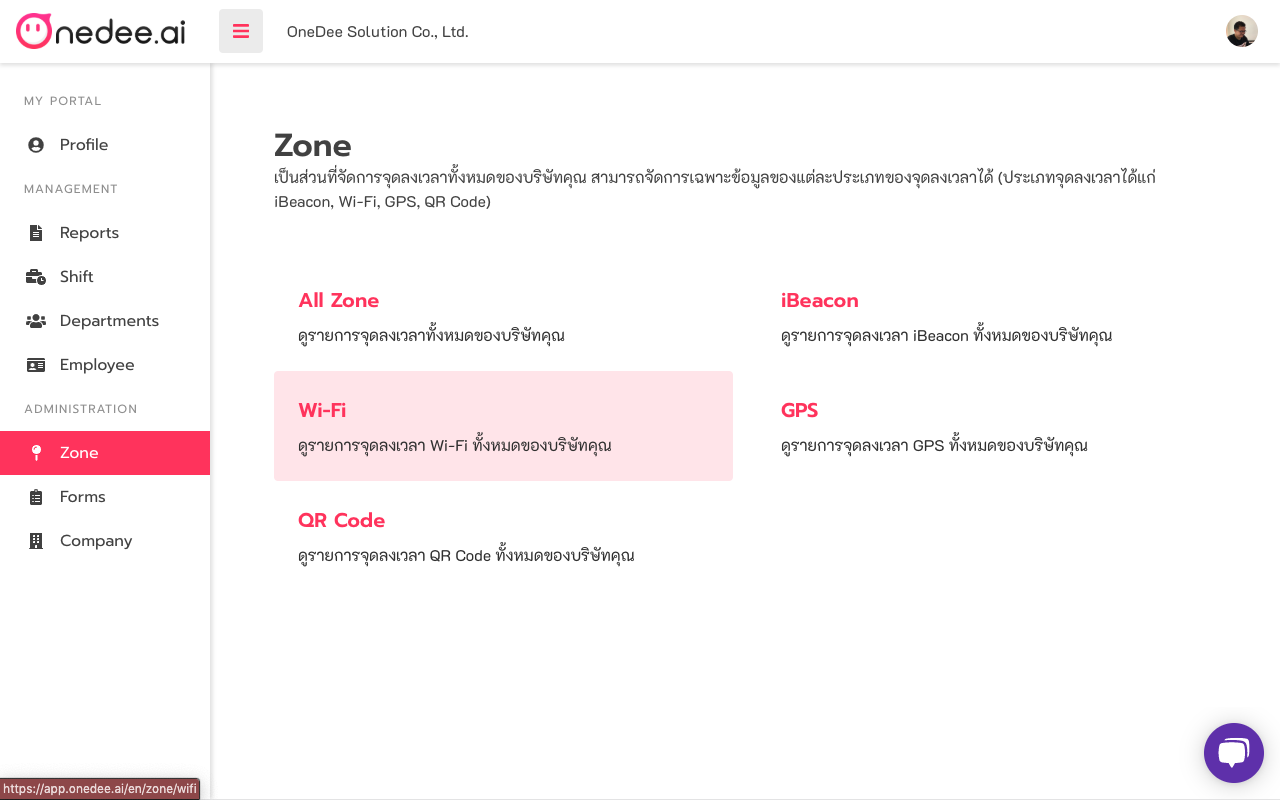 Onedee.ai
OneDee Solution Co., Ltd.
MY PORTAL
Profile
MANAGEMENT
Reports
Shift
Departments
Employee
ADMINISTRATION
Zone
Forms
Company
Zone
เป็นส่วนที่จัดการจุดลงเวลาทั้งหมดของบริษัทคุณ สามารถจัดการเฉพาะข้อมูลของแต่ละประเภทของจุดลงเวลาได้ (ประเภทจุดลงเวลาได้แก่
iBeacon, Wi-Fi, GPS, QR Code)
All Zone
ดูรายการจุดลงเวลาทั้งหมดของบริษัทคุณ
iBeacon
ดูรายการจุดลงเวลา iBeacon ทั้งหมดของบริษัทคุณ
Wi-Fi
ดูรายการจุดลงเวลา Wi-Fi ทั้งหมดของบริษัทคุณ
GPS
ดูรายการจุดลงเวลา GPS ทั้งหมดของบริษัทคุณ
QR Code
ดูรายการจุดลงเวลา QR Code ทั้งหมดของบริษัทคุณ
https://app.onedee.ai/en/zone/wifi